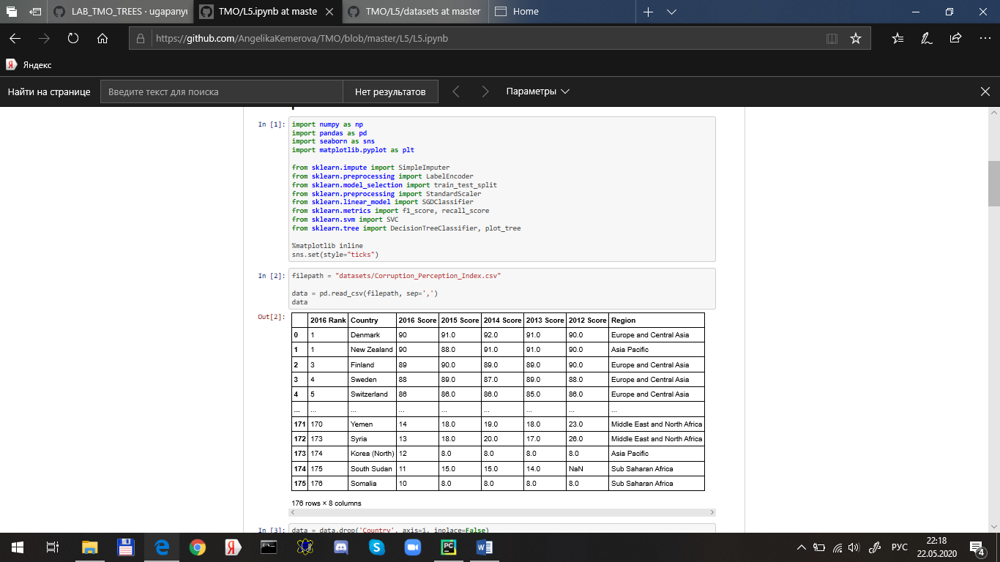 LAB_TMO_TREES · ugapanyu
TMO/L5.ipynb at maste
TMO/L5/datasets at master
Home
https://github.com/AngelikaKemerova/TMO/blob/master/L5/L5.ipynb
Яндекс
Найти на странице
Введите текст для поиска
Нет результатов
Параметры
In [1]:
import numpy as np
import pandas as pd
import seaborn as sns
import matplotlib.pyplot as plt
from sklearn.impute import SimpleImputer
from sklearn.preprocessing import LabelEncoder
from sklearn.model_selection import train_test_split
from sklearn.preprocessing import StandardScaler
from sklearn.linear_model import SGDClassifier
from sklearn.metrics import f1_score, recall_score
from sklearn.svm import SVC
from sklearn.tree import DecisionTreeClassifier, plot_tree
%matplotlib inline
sns.set(style="ticks")
In [2]:
filepath = "datasets/Corruption_Perception_Index.csv"
data = pd.read_csv(filepath, sep=',')
data
Out[2]:
2016 Rank Country 2016 Score 2015 Score 2014 Score 2013 Score 2012 Score Region
0 1 Denmark 90 91.0 92.0 91.0 90.0 Europe and Central Asia
1 1 New Zealand 90 88.0 91.0 91.0 90.0 Asia Pacific
2 3 Finland 89 90.0 89.0 89.0 90.0 Europe and Central Asia
3 4 Sweden 88 89.0 87.0 89.0 88.0 Europe and Central Asia
4 5 Switzerland 86 86.0 86.0 85.0 86.0 Europe and Central Asia
... ... ... ... ... ... ... ... ...
171 170 Yemen 14 18.0 19.0 18.0 23.0 Middle East and North Africa
172 173 Syria 13 18.0 20.0 17.0 26.0 Middle East and North Africa
173 174 Korea (North) 12 8.0 8.0 8.0 8.0 Asia Pacific
174 175 South Sudan 11 15.0 15.0 14.0 NaN Sub Saharan Africa
175 176 Somalia 10 8.0 8.0 8.0 8.0 Sub Saharan Africa
176 rows × 8 columns
In [3]:
data = data.drop('Country', axis=1, inplace=False)
РУС
22:18
22.05.2020
4